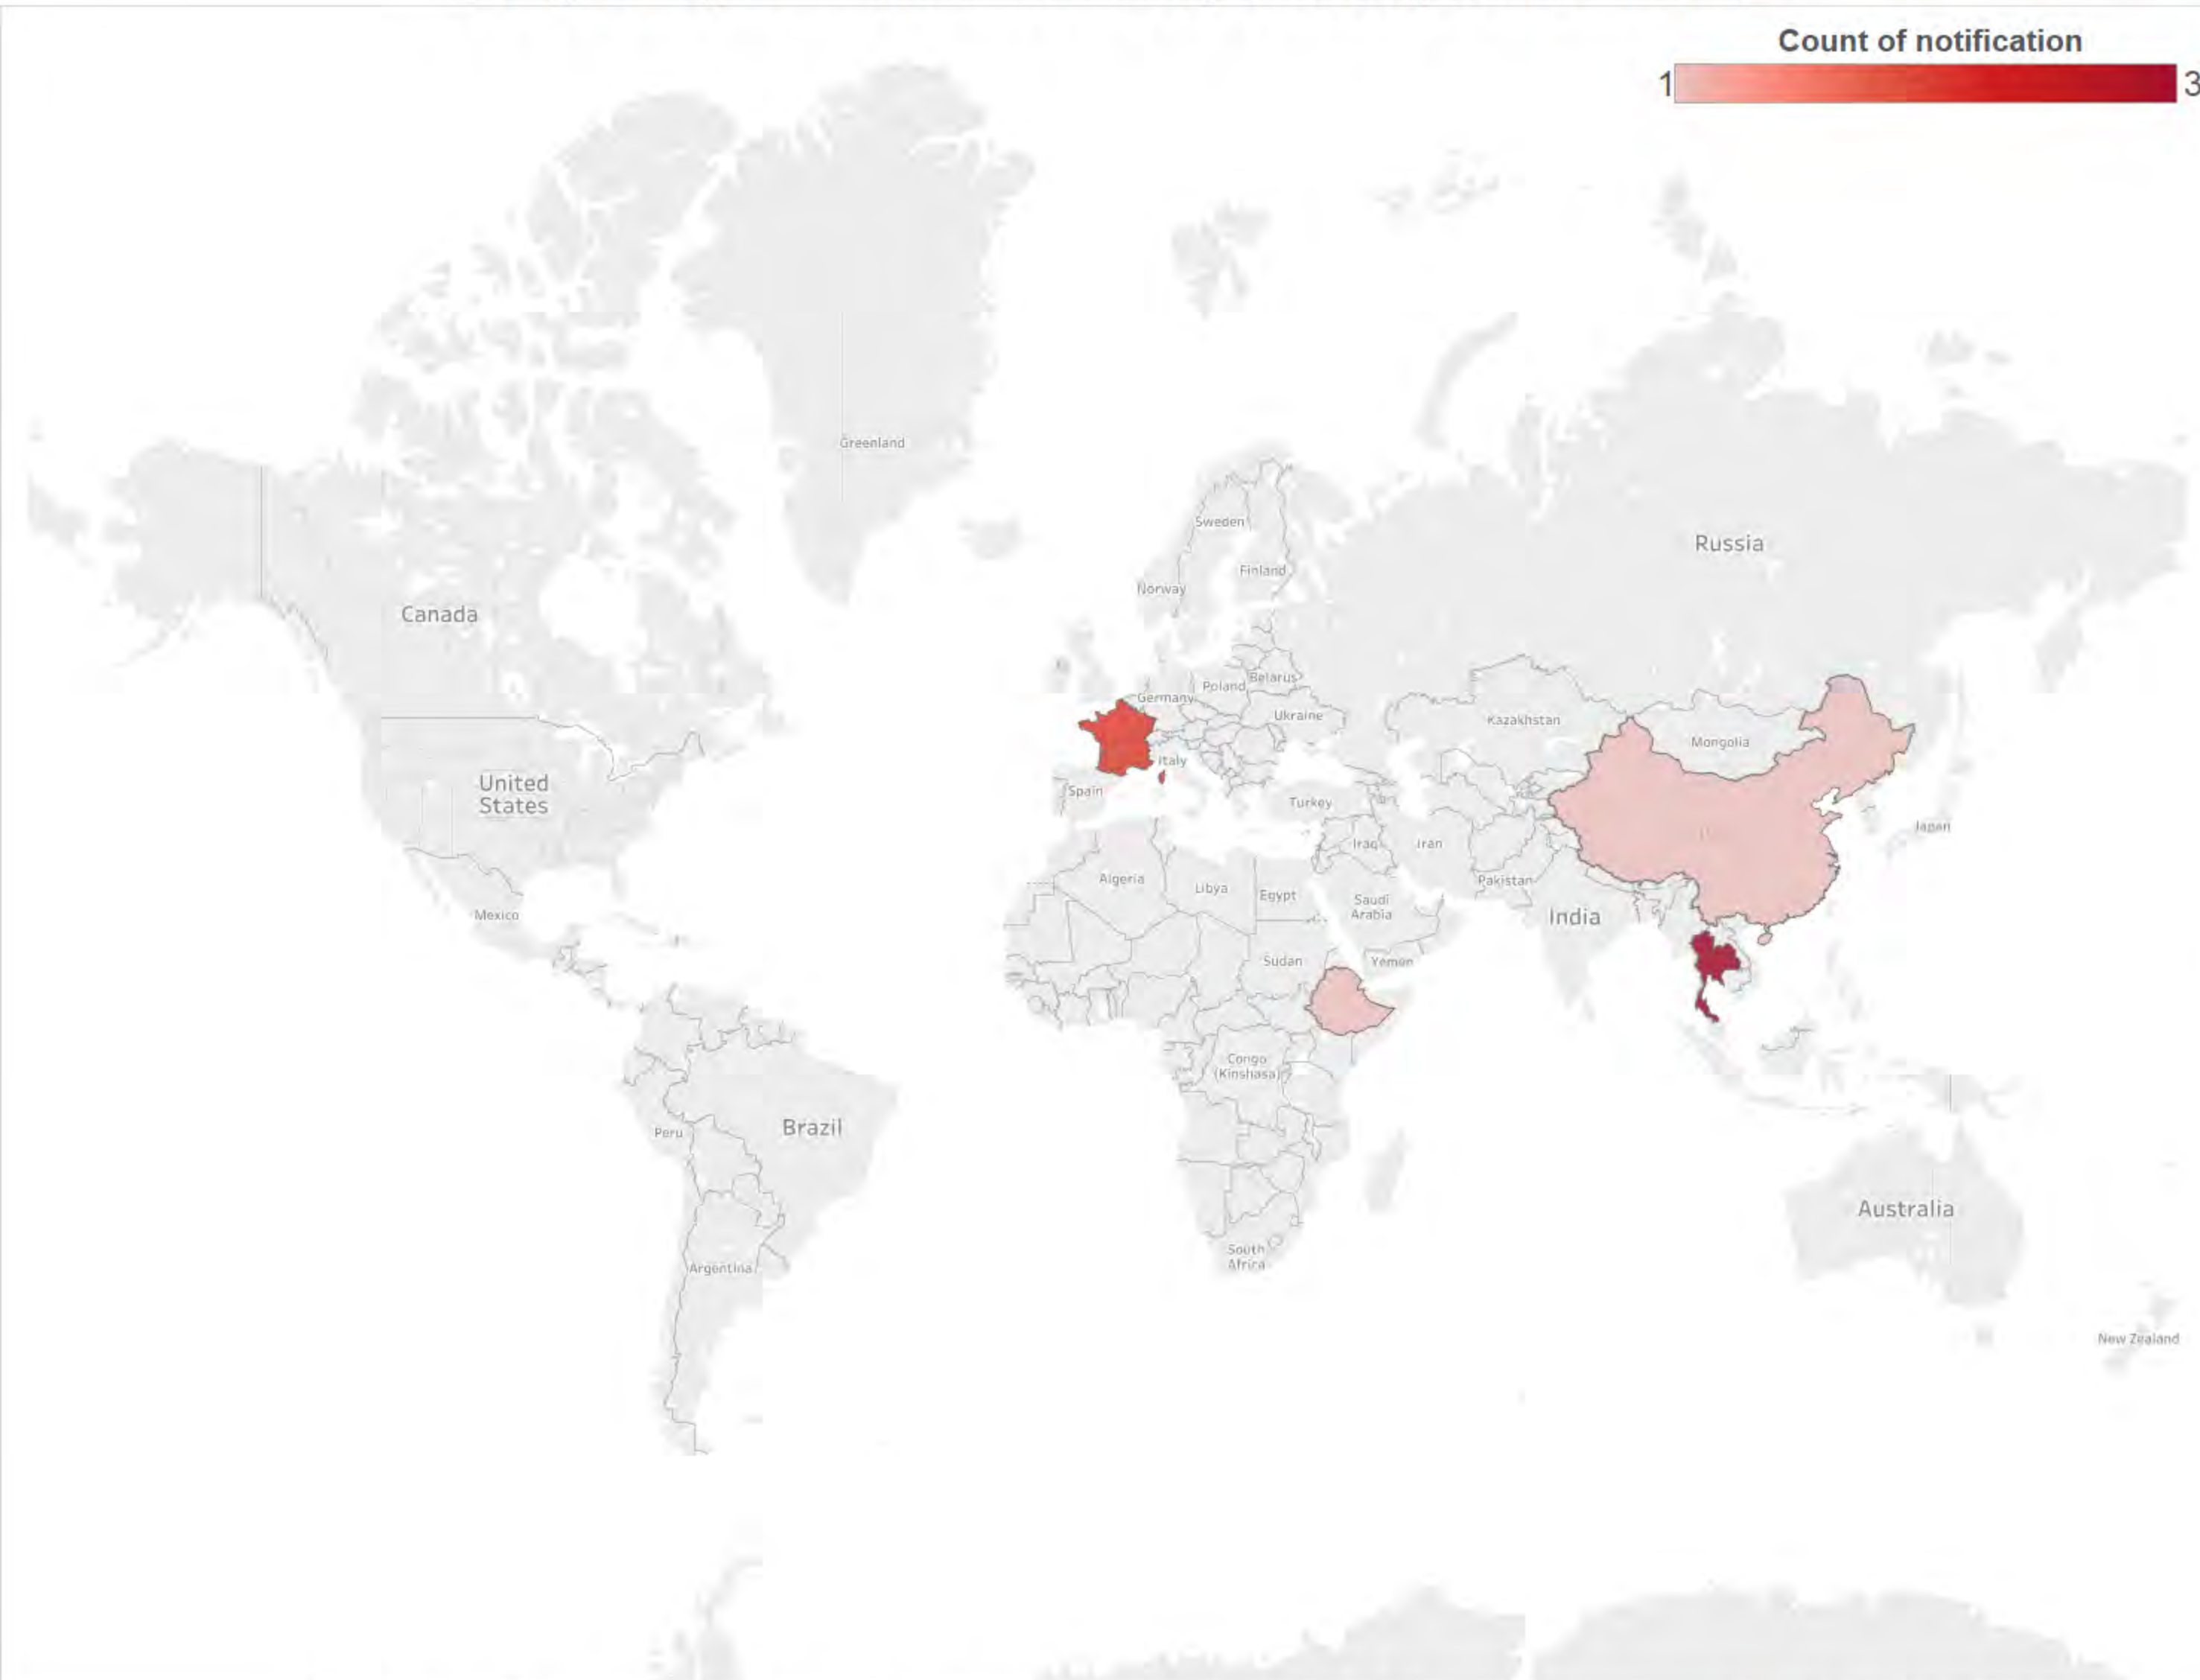 Count of notification
1
3
Greenland
Sweden
Russia
Finland
Norway
Canada
Belarus
Poland
Germany
Ukraine
Kazakhstan
Mongolia
Italy
United
States
Spain
Turkey
Japan
Iraq
Iran
Algeria
Pakistan
Libya
Egypt
Saudi
Arabia
Mexico
India
Sudan
Yemen
Congo
(Kinshasa)
Peru
Brazil
Australia
South
Africa
Argentina
New Zealand